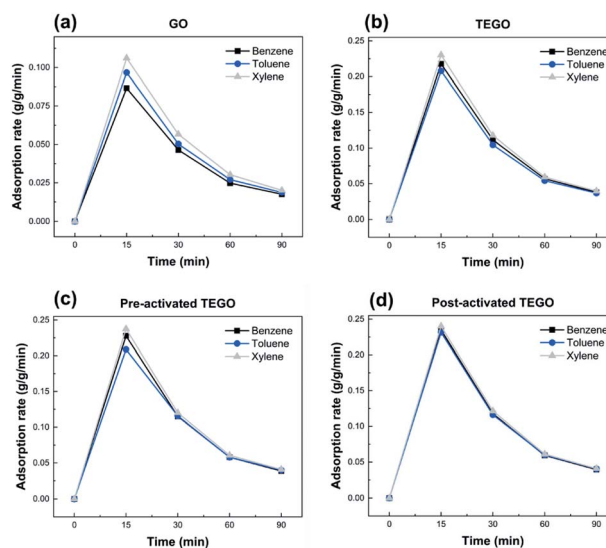 (a) GO
Benzene
Toluene
Xylene
Adsorption rate (g/g/min)
0.100
0.075
0.050
0.025
0.000
0 15 30 60 90
Time (min)
(b) TEGO
Benzene
Toluene
Xylene
Adsorption rate (g/g/min)
0.25
0.20
0.15
0.10
0.05
0.00
0 15 30 60 90
Time (min)
(c) Pre-activated TEGO
Benzene
Toluene
Xylene
Adsorption rate (g/g/min)
0.25
0.20
0.15
0.10
0.05
0.00
0 15 30 60 90
Time (min)
(d) Post-activated TEGO
Benzene
Toluene
Xylene
Adsorption rate (g/g/min)
0.25
0.20
0.15
0.10
0.05
0.00
0 15 30 60 90
Time (min)